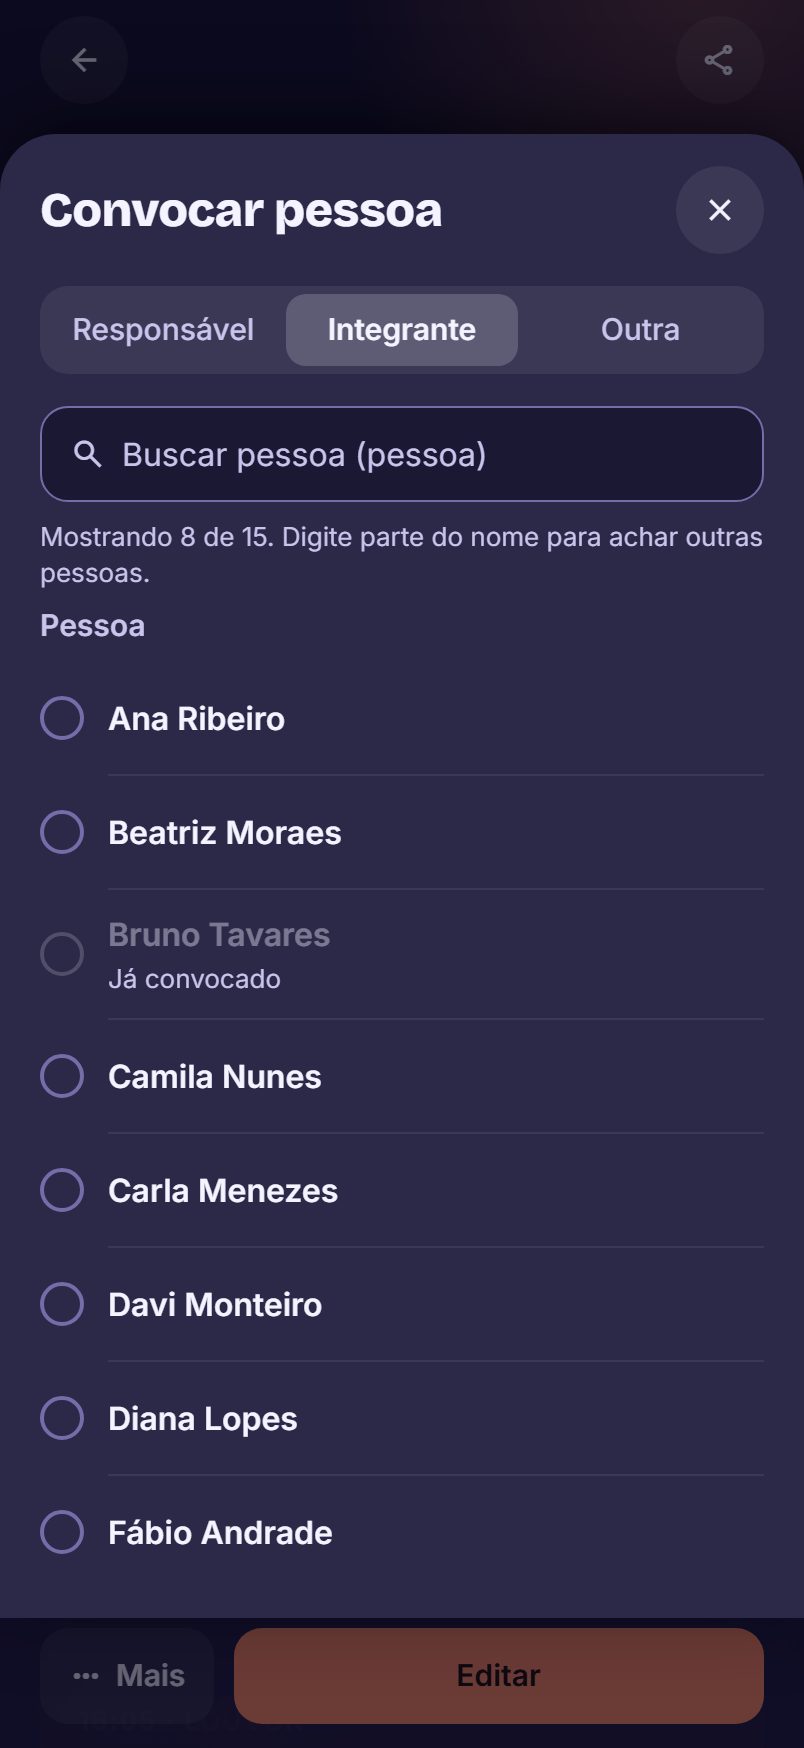 Convocar pessoa
Responsável
Integrante
Outra
Buscar pessoa (pessoa)
Mostrando 8 de 15. Digite parte do nome para achar outras
pessoas.
Pessoa
Ana Ribeiro
Beatriz Moraes
Bruno Tavares
Já convocado
Camila Nunes
Carla Menezes
Davi Monteiro
Diana Lopes
Fábio Andrade
Mais
Editar